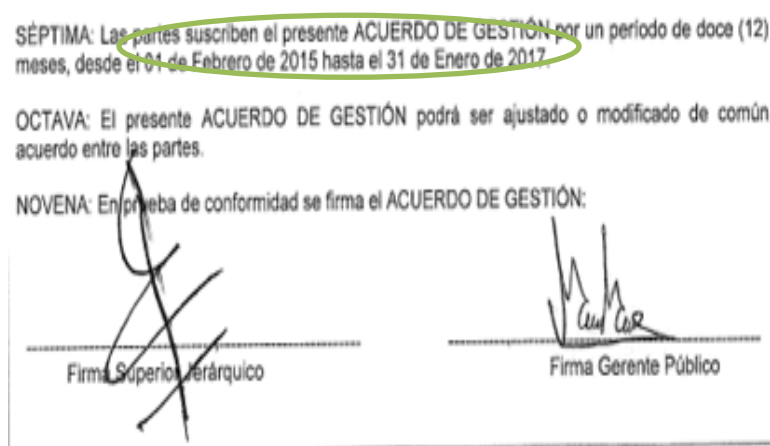 SÉPTIMA: Las partes suscriben el presente ACUERDO DE GESTIÓN por un periodo de doce (12)
meses, desde el 01 de Febrero de 2015 hasta el 31 de Enero de 2017.
OCTAVA: El presente ACUERDO DE GESTIÓN podrá ser ajustado o modificado de común
acuerdo entre las partes.
NOVENA: En prueba de conformidad se firma el ACUERDO DE GESTIÓN:
Firma Superior Jerárquico
Firma Gerente Público